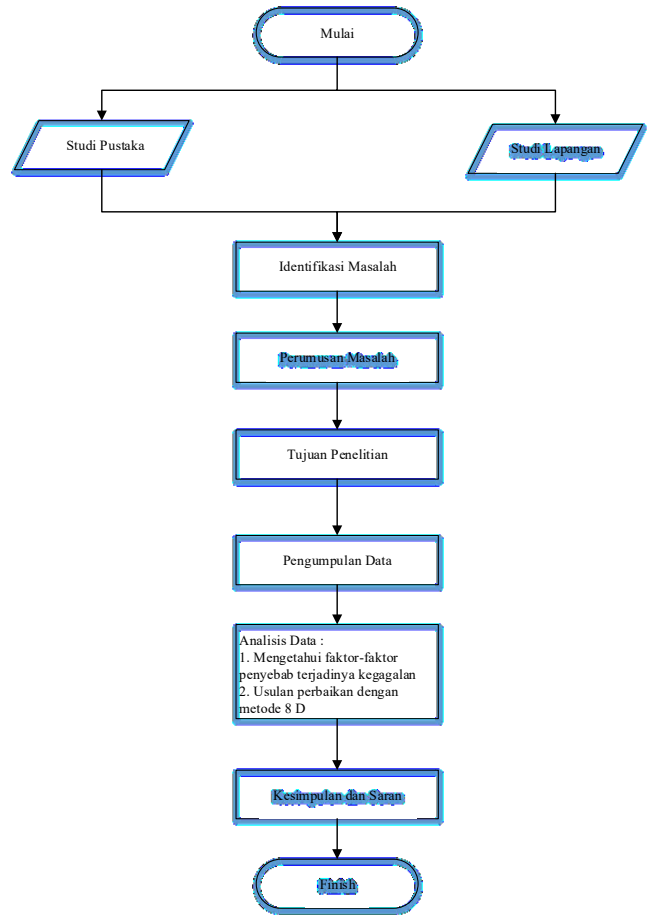 Mulai
Studi Pustaka
Studi Lapangan
Identifikasi Masalah
Perumusan Masalah
Tujuan Penelitian
Pengumpulan Data
Analisis Data :
1. Mengetahui faktor-faktor
penyebab terjadinya kegagalan
2. Usulan perbaikan dengan
metode 8 D
Kesimpulan dan Saran
Finish